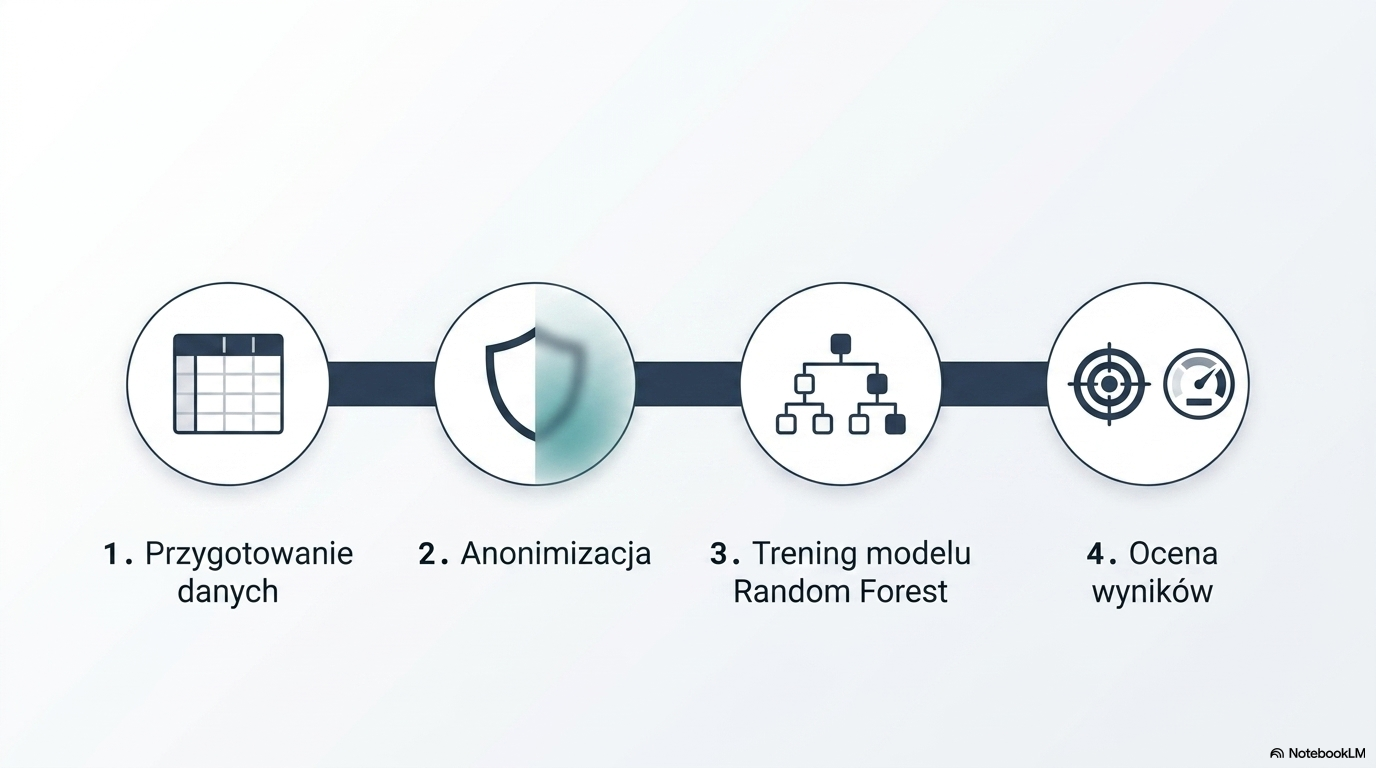 1. Przygotowanie
danych
2. Anonimizacja
3. Trening modelu
Random Forest
4. Ocena
wyników
NotebookLM